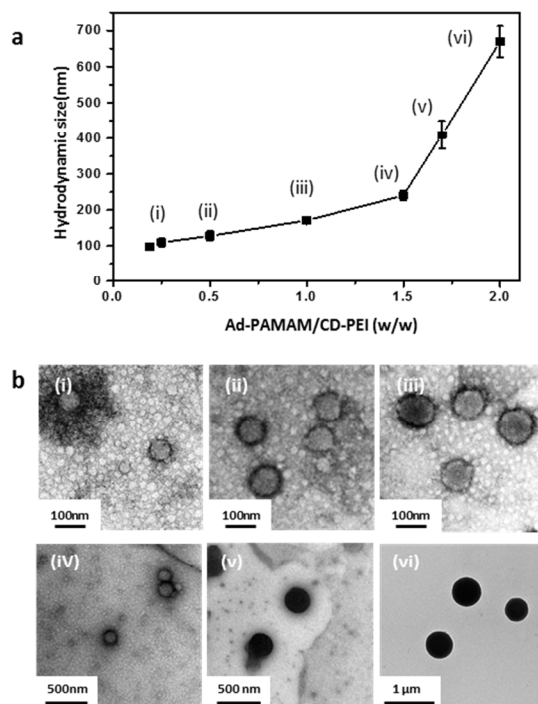 a
Hydrodynamic size(nm)
700
600
500
400
300
200
100
0
(vi)
(v)
(iv)
(iii)
(ii)
(i)
0.0 0.5 1.0 1.5 2.0
Ad-PAMAM/CD-PEI (w/w)
b
(i) (ii) (iii)
100nm 100nm 100nm
(iV) (v) (vi)
500nm 500 nm 1 μm